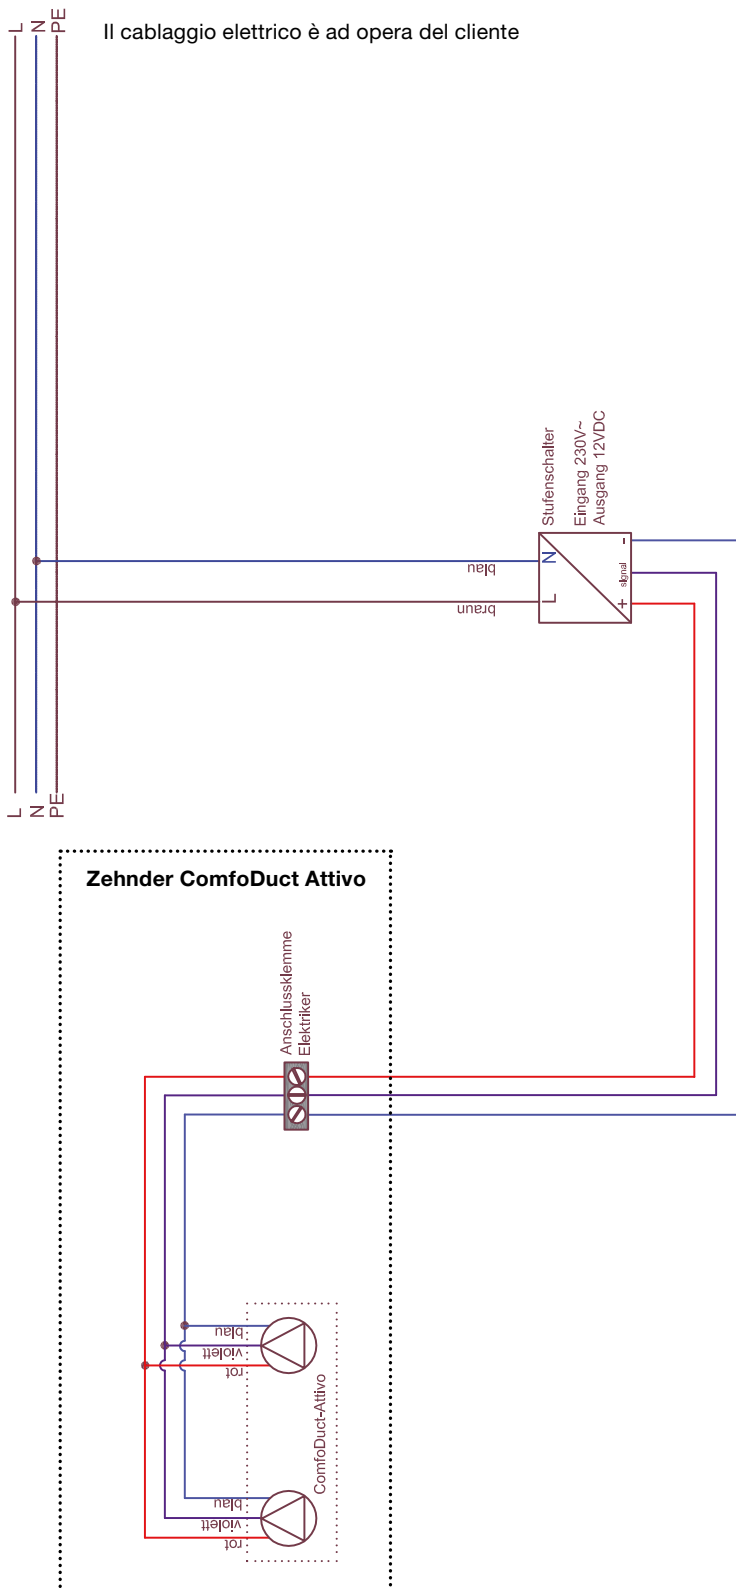 L
N
PE
Il cablaggio elettrico è ad opera del cliente
Stufenschalter
Eingang 230V~
Ausgang 12VDC
blau
N
-
signal
braun
L
+
L
N
PE
Zehnder ComfoDuct Attivo
Anschlussklemme
Elektriker
blau
violett
rot
ComfoDuct-Attivo
blau
violett
rot